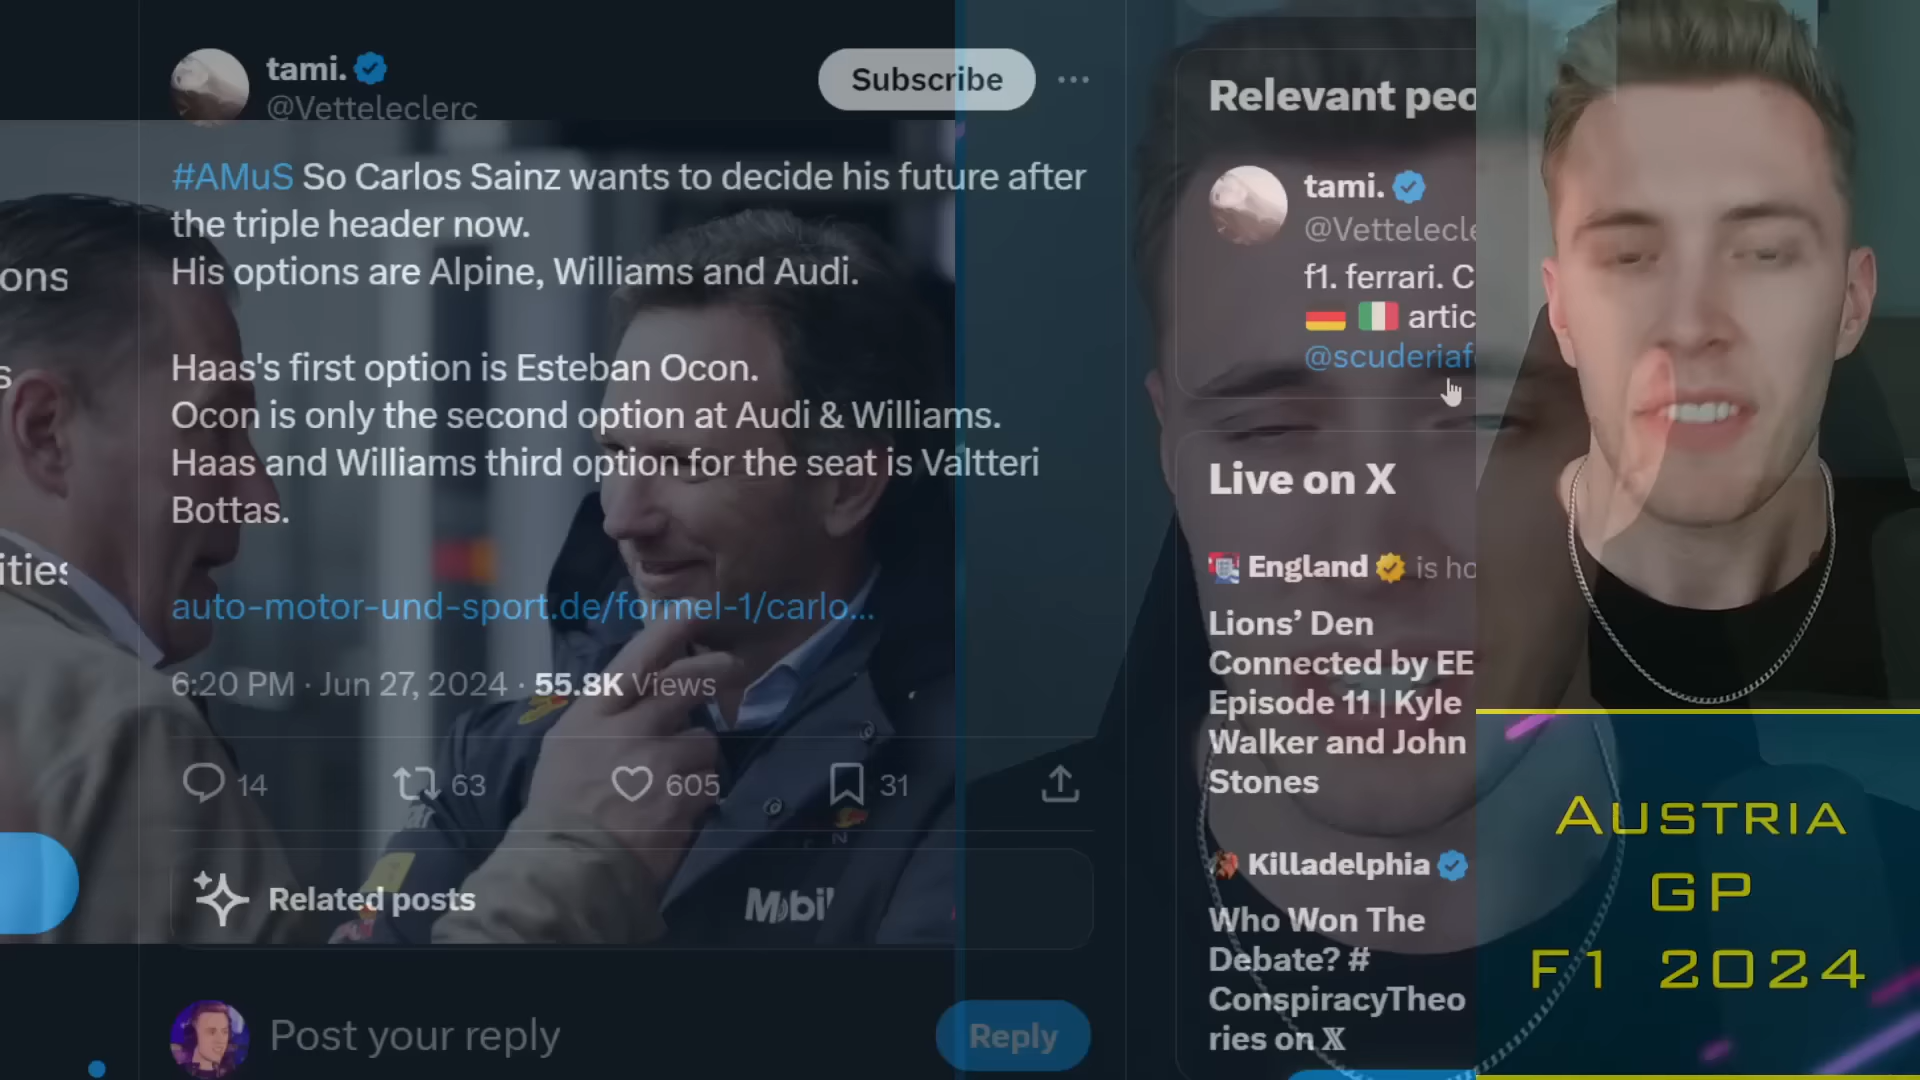 tami.
@Vetteleclerc
Subscribe
#AMuS So Carlos Sainz wants to decide his future after
the triple header now.
His options are Alpine, Williams and Audi.
Haas's first option is Esteban Ocon.
Ocon is only the second option at Audi & Williams.
Haas and Williams third option for the seat is Valtteri
Bottas.
auto-motor-und-sport.de/formel-1/carlo...
6:20 PM · Jun 27, 2024 · 55.8K Views
14 63 605 31
Related posts
Mobil
Post your reply
Reply
ons
s
ities
Relevant peo
tami.
@Vettelecle
f1. ferrari. C
artic
@scuderiafe
Live on X
England is ho
Lions’ Den
Connected by EE
Episode 11 | Kyle
Walker and John
Stones
Killadelphia
Who Won The
Debate? #
ConspiracyTheo
ries on X
AUSTRIA
GP
F1 2024